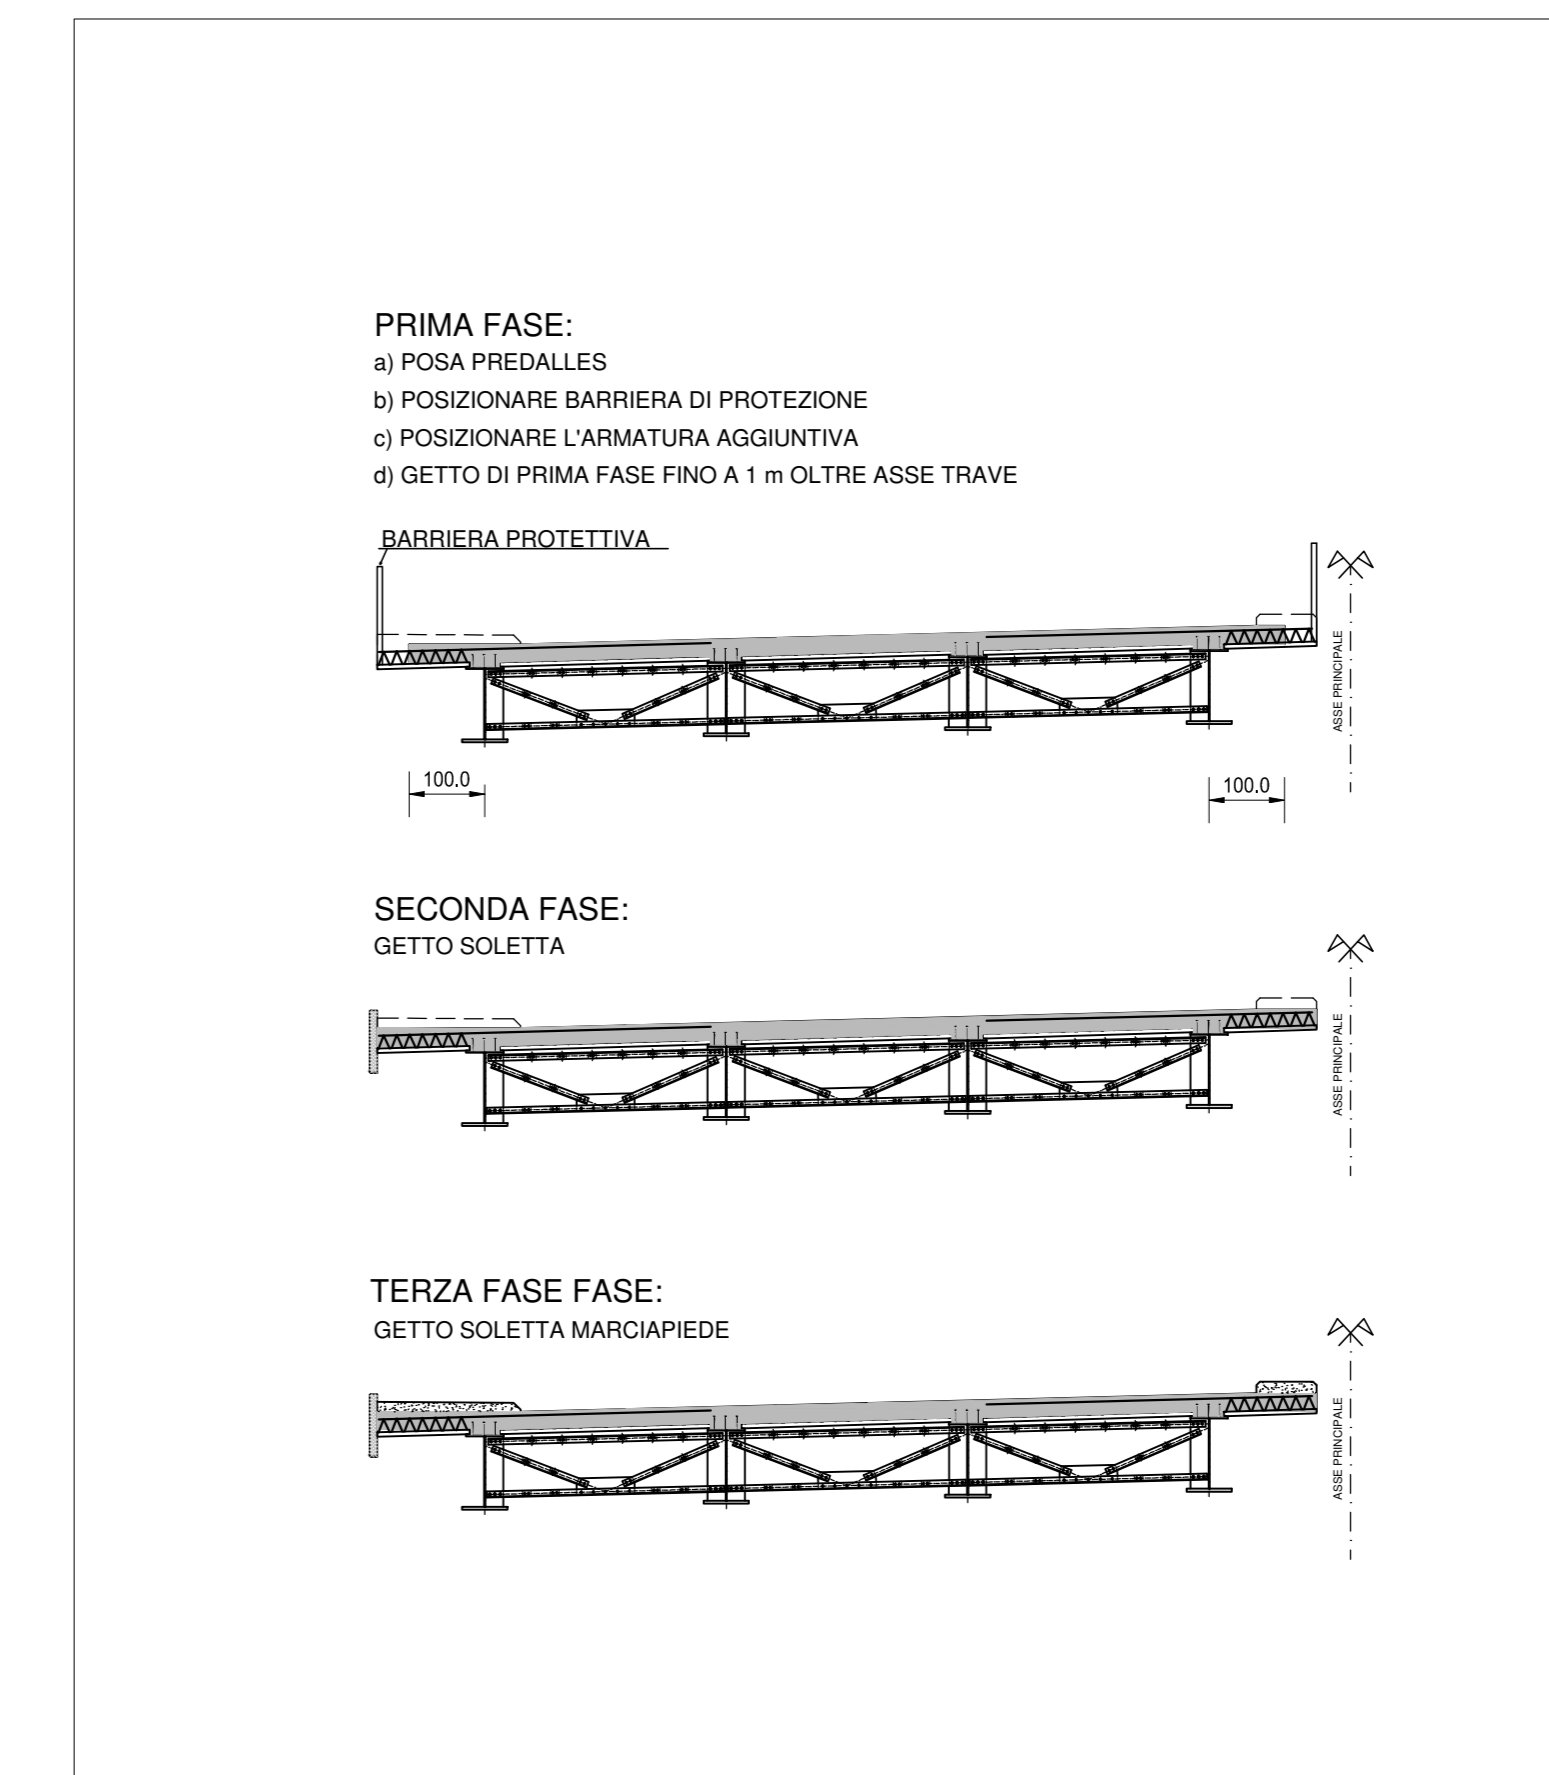 PRIMA FASE:
a) POSA PREDALLES
b) POSIZIONARE BARRIERA DI PROTEZIONE
c) POSIZIONARE L'ARMATURA AGGIUNTIVA
d) GETTO DI PRIMA FASE FINO A 1 m OLTRE ASSE TRAVE
BARRIERA PROTETTIVA
ASSE PRINCIPALE
100.0
100.0
SECONDA FASE:
GETTO SOLETTA
ASSE PRINCIPALE
TERZA FASE FASE:
GETTO SOLETTA MARCIAPIEDE
ASSE PRINCIPALE